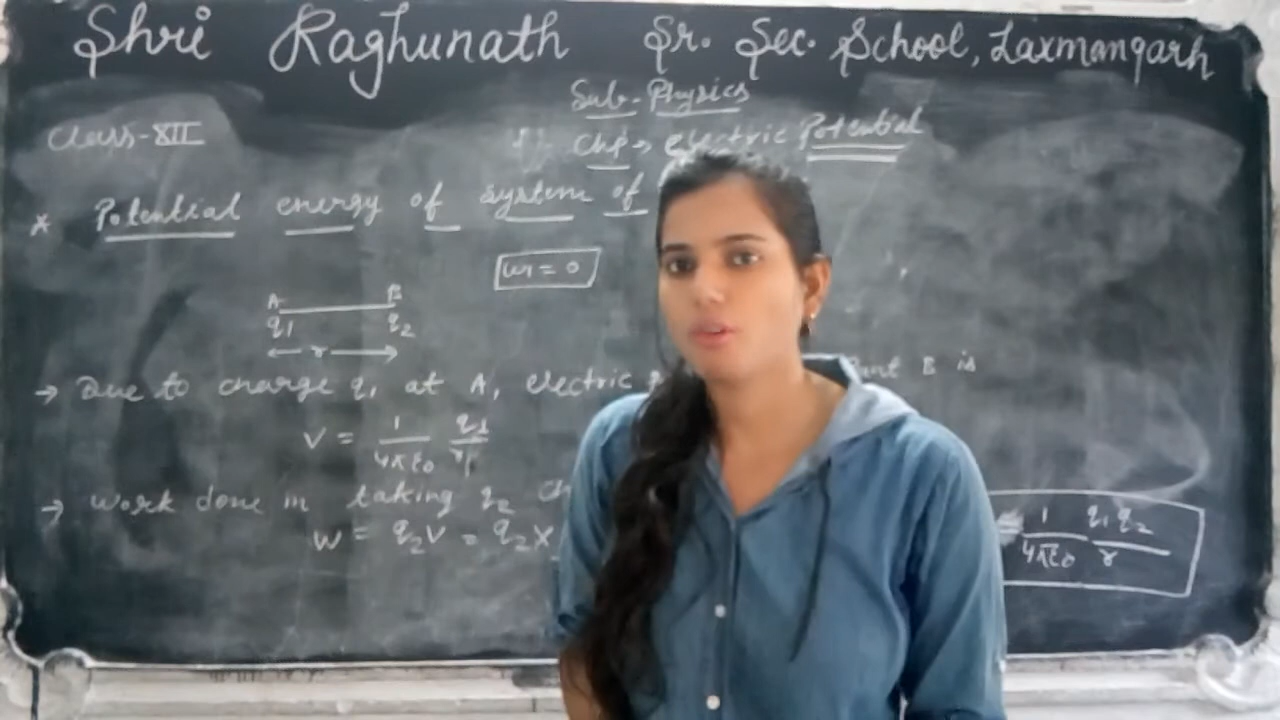 Shri Raghunath Sr. Sec. School, Laxmangarh
Sub-Physics
Class-XII
Chp → electric Potential
* Potential energy of system of
W1 = 0
A B
q1 q2
← r →
→ Due to charge q1 at A, electric B is
V = 1/4πε0 q1/r
→ Work done in taking q2
W = q2V = q2 x
= 1/4πε0 q1q2/r